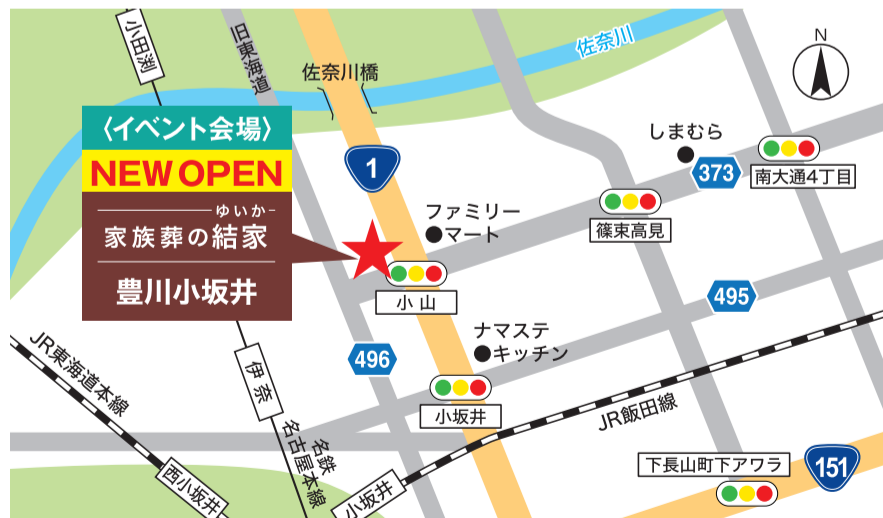 小田渕
旧東海道
佐奈川橋
佐奈川
N
〈イベント会場〉
NEW OPEN
ゆいか
家族葬の結家
豊川小坂井
1
しまむら
373
南大通4丁目
ファミリー
マート
篠束高見
小山
495
ナマステ
キッチン
496
小坂井
JR東海道本線
伊奈
名鉄
名古屋本線
JR飯田線
西小坂井
小坂井
下長山町下アワラ
151